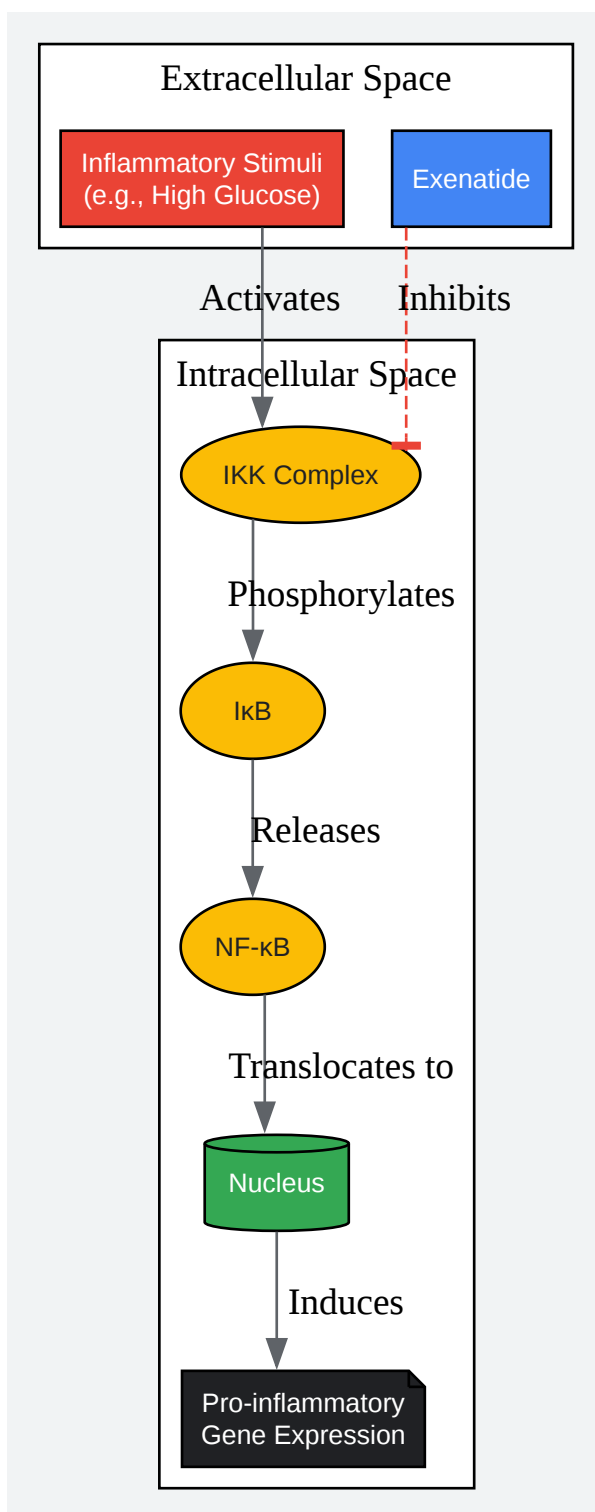 Extracellular Space
Inflammatory Stimuli
(e.g., High Glucose)
Exenatide
Activates
Inhibits
Intracellular Space
IKK Complex
Phosphorylates
IκB
Releases
NF-κB
Translocates to
Nucleus
Induces
Pro-inflammatory
Gene Expression